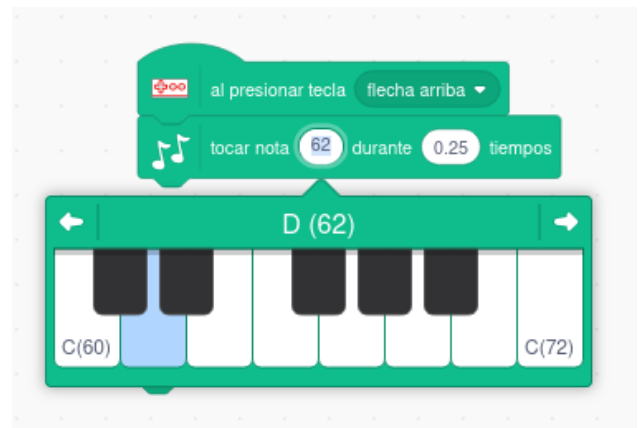 al presionar tecla flecha arriba
tocar nota 62 durante 0.25 tiempos
D (62)
C(60) C(72)